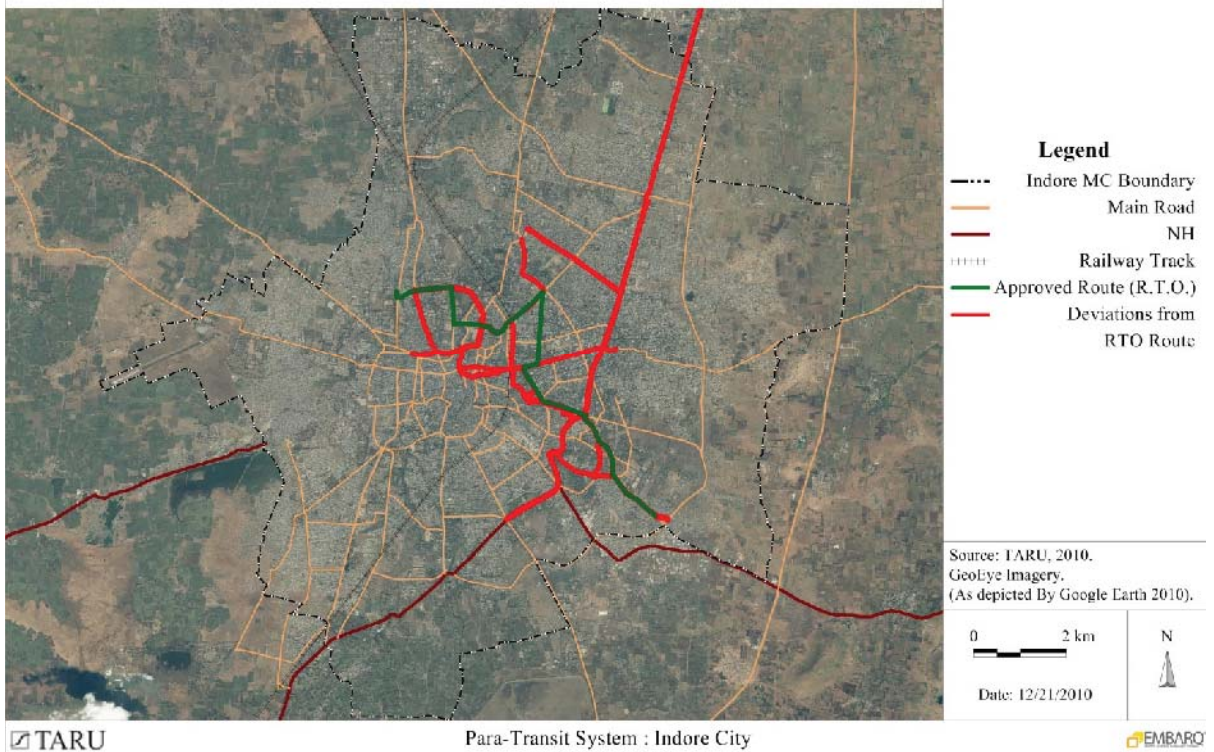 Legend
Indore MC Boundary
Main Road
NH
Railway Track
Approved Route (R.T.O.)
Deviations from
RTO Route
Source: TARU, 2010.
GeoEye Imagery.
(As depicted By Google Earth 2010).
0 2 km
N
Date: 12/21/2010
TARU
Para-Transit System : Indore City
EMBARQ